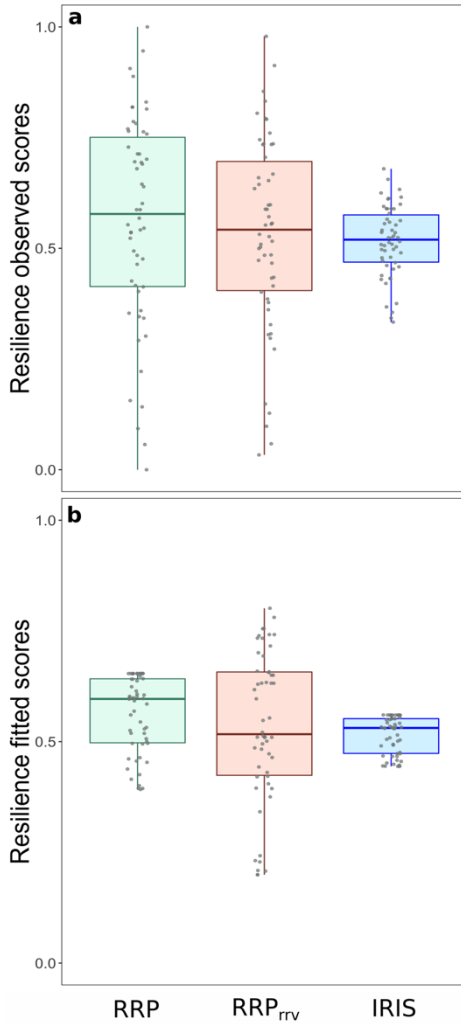 a
1.0
0.5
0.0
Resilience observed scores
b
1.0
0.5
0.0
Resilience fitted scores
RRP
RRPrrv
IRIS